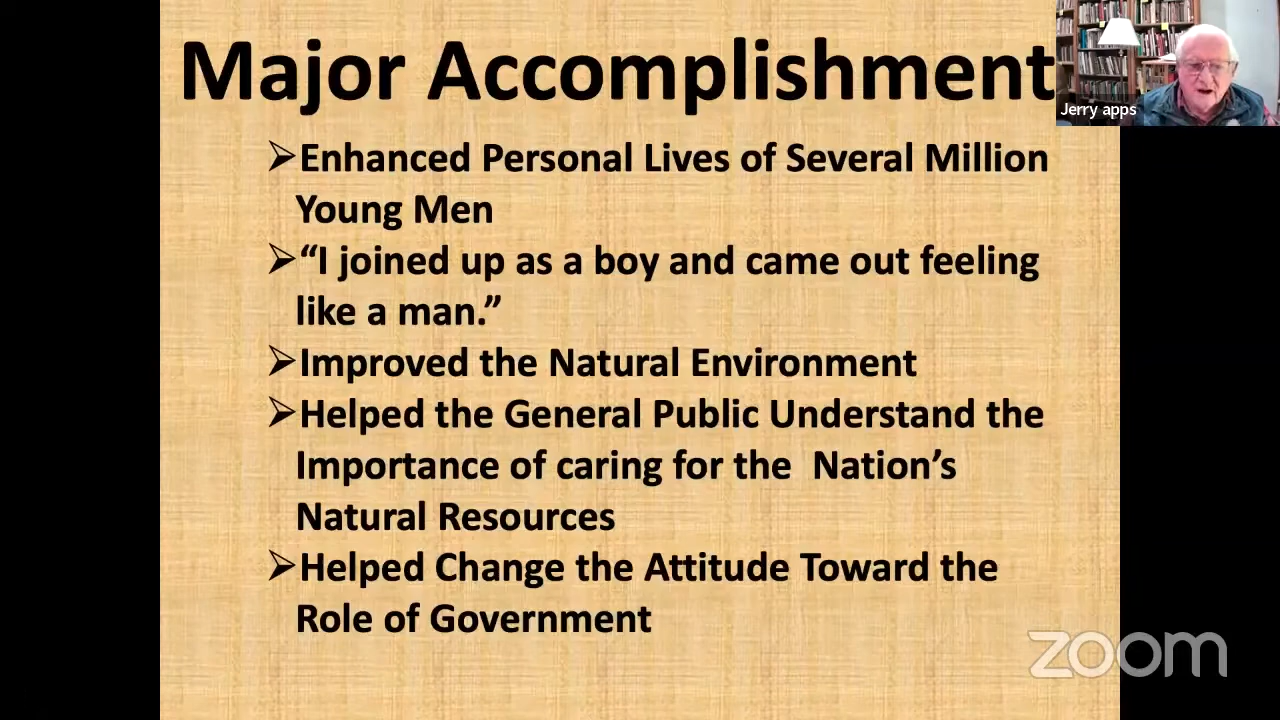 Major Accomplishment
Jerry apps
➢Enhanced Personal Lives of Several Million
Young Men
➢“I joined up as a boy and came out feeling
like a man.”
➢Improved the Natural Environment
➢Helped the General Public Understand the
Importance of caring for the  Nation’s
Natural Resources
➢Helped Change the Attitude Toward the
Role of Government
zoom